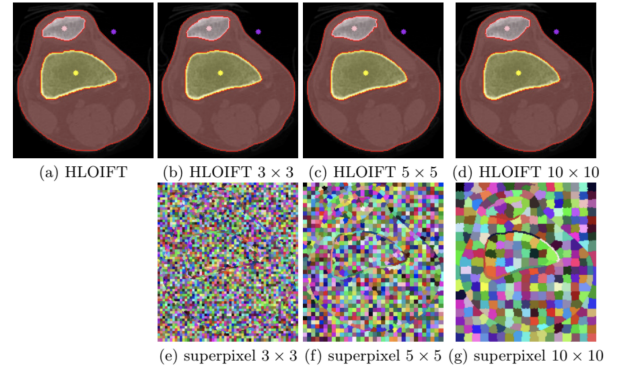 (a) HLOIFT
(b) HLOIFT 3 × 3
(c) HLOIFT 5 × 5
(d) HLOIFT 10 × 10
(e) superpixel 3 × 3
(f) superpixel 5 × 5
(g) superpixel 10 × 10